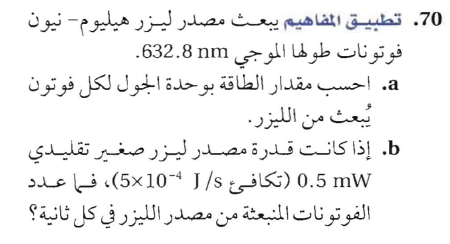 70. تطبيق المفاهيم يبعث مصدر ليزر هيليوم- نيون
فوتونات طولها الموجي 632.8 nm.
a. احسب مقدار الطاقة بوحدة الجول لكل فوتون
يُبعث من الليزر.
b. إذا كانت قدرة مصدر ليزر صغير تقليدي
0.5 mW (تكافئ 5×10⁻⁴ J/s)، فما عدد
الفوتونات المنبعثة من مصدر الليزر في كل ثانية؟